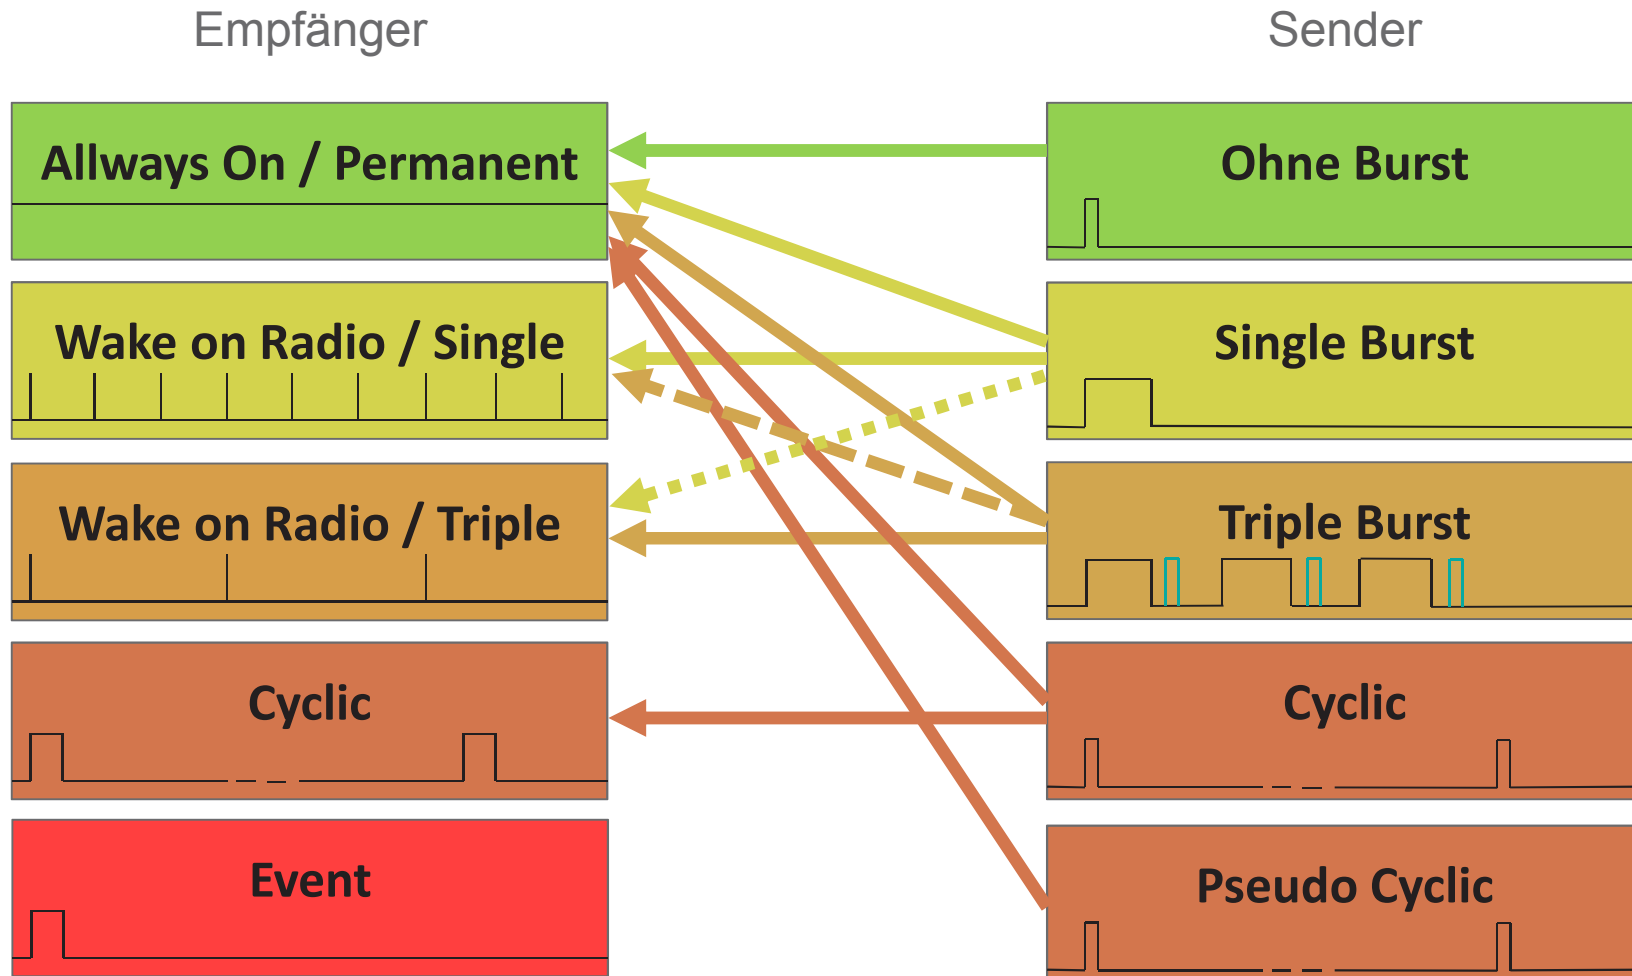 Empfänger
Sender
Allways On / Permanent
Ohne Burst
Wake on Radio / Single
Single Burst
Wake on Radio / Triple
Triple Burst
Cyclic
Cyclic
Event
Pseudo Cyclic